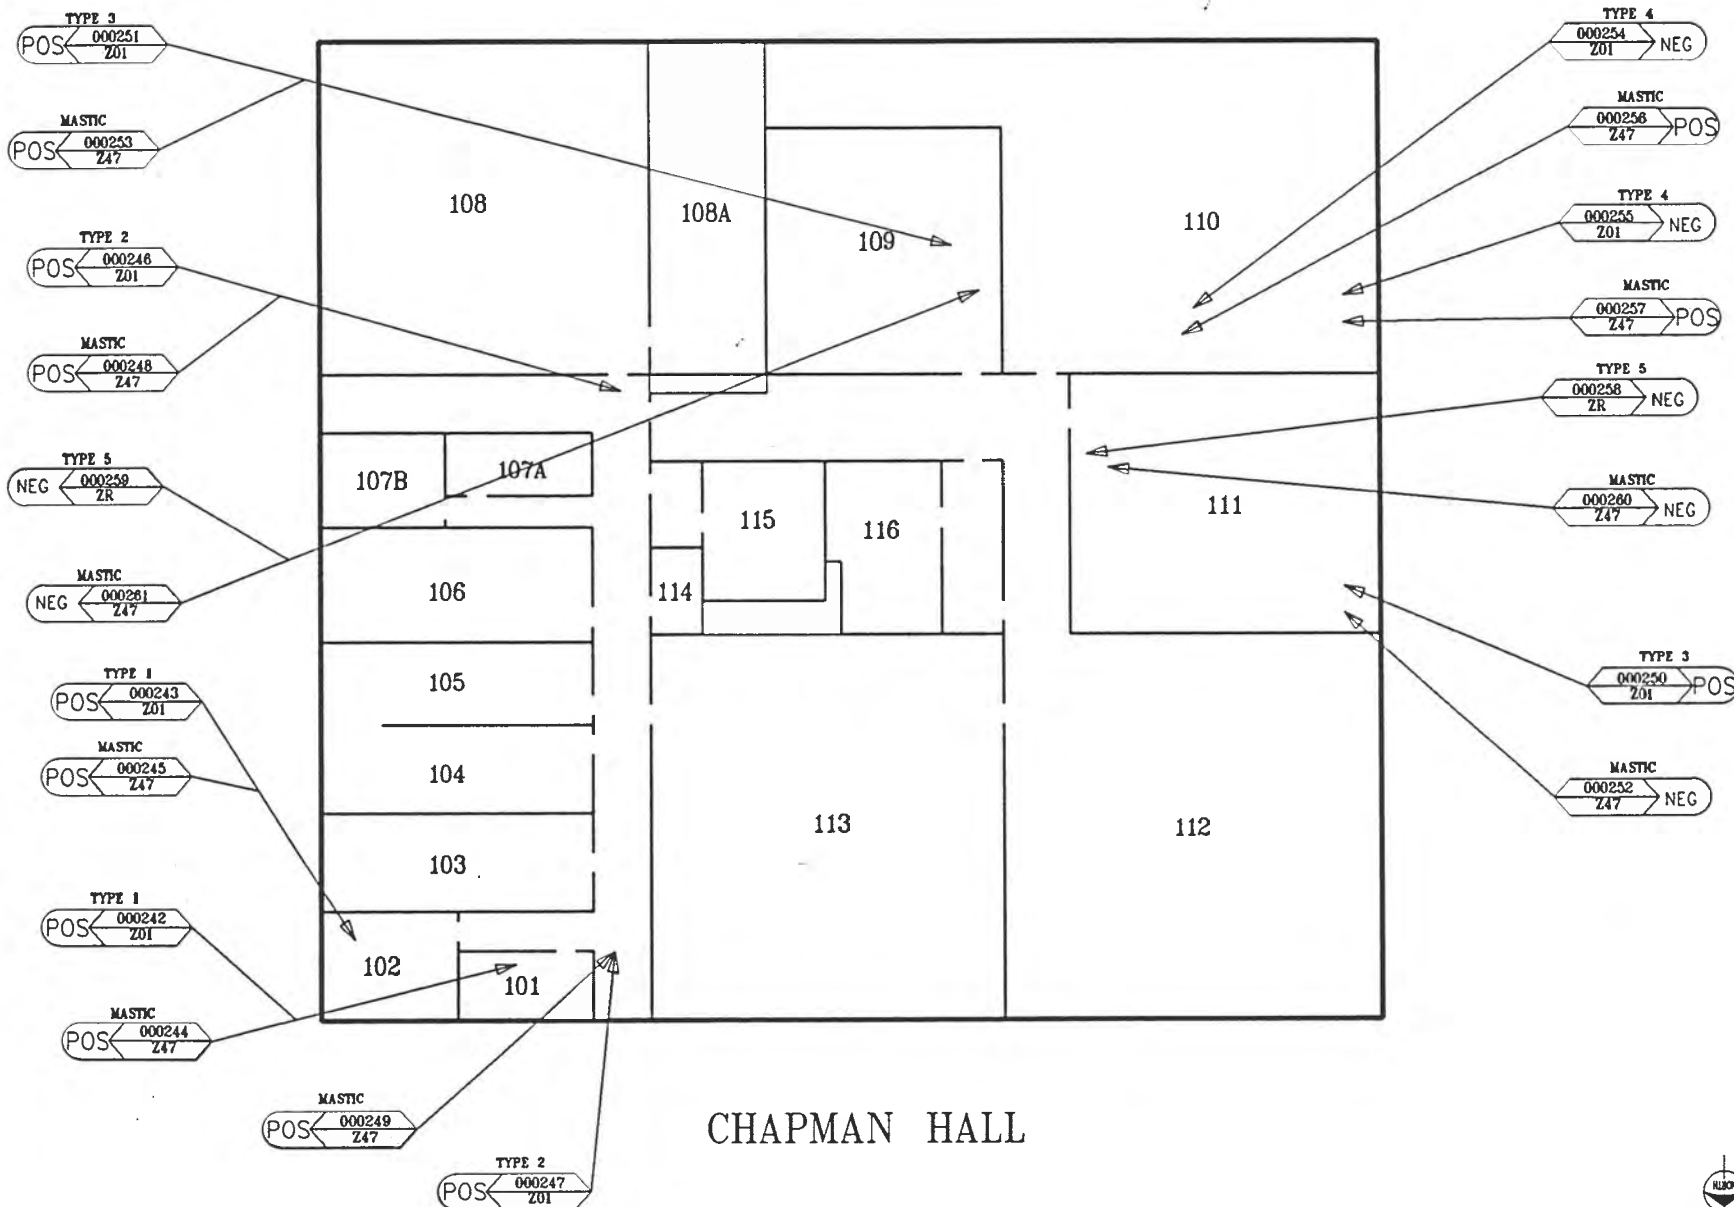 TYPE 3
POS 000251
Z01
MASTIC
POS 000253
Z47
TYPE 2
POS 000246
Z01
MASTIC
POS 000248
Z47
TYPE 5
NEG 000259
ZR
MASTIC
NEG 000261
Z47
TYPE 1
POS 000243
Z01
MASTIC
POS 000245
Z47
TYPE 1
POS 000242
Z01
MASTIC
POS 000244
Z47
MASTIC
POS 000249
Z47
TYPE 2
POS 000247
Z01
108
108A
109
110
107B
107A
106
105
104
103
102
101
114
115
116
111
113
112
TYPE 4
000254 NEG
Z01
MASTIC
000256 POS
Z47
TYPE 4
000255 NEG
Z01
MASTIC
000257 POS
Z47
TYPE 5
000258 NEG
ZR
MASTIC
000260 NEG
Z47
TYPE 3
000250 POS
Z01
MASTIC
000252 NEG
Z47
CHAPMAN HALL